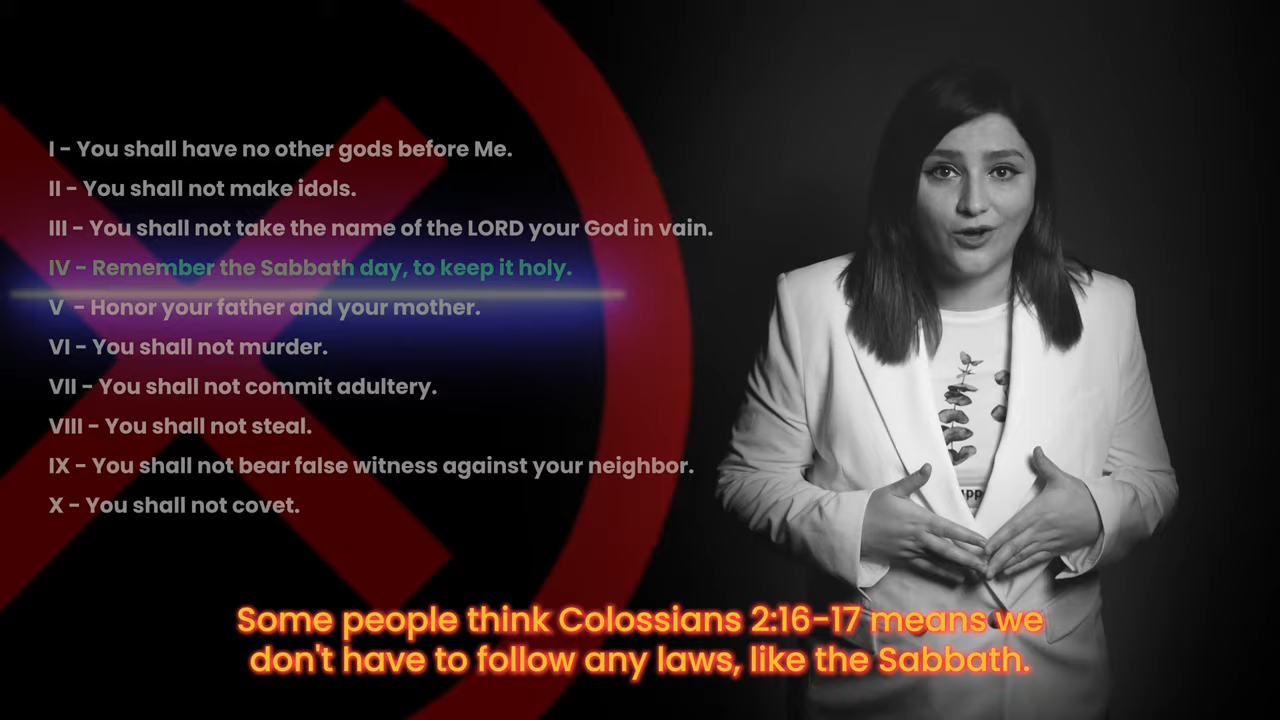 I - You shall have no other gods before Me.
II - You shall not make idols.
III - You shall not take the name of the LORD your God in vain.
IV - Remember the Sabbath day, to keep it holy.
V - Honor your father and your mother.
VI - You shall not murder.
VII - You shall not commit adultery.
VIII - You shall not steal.
IX - You shall not bear false witness against your neighbor.
X - You shall not covet.
Some people think Colossians 2:16-17 means we
don't have to follow any laws, like the Sabbath.